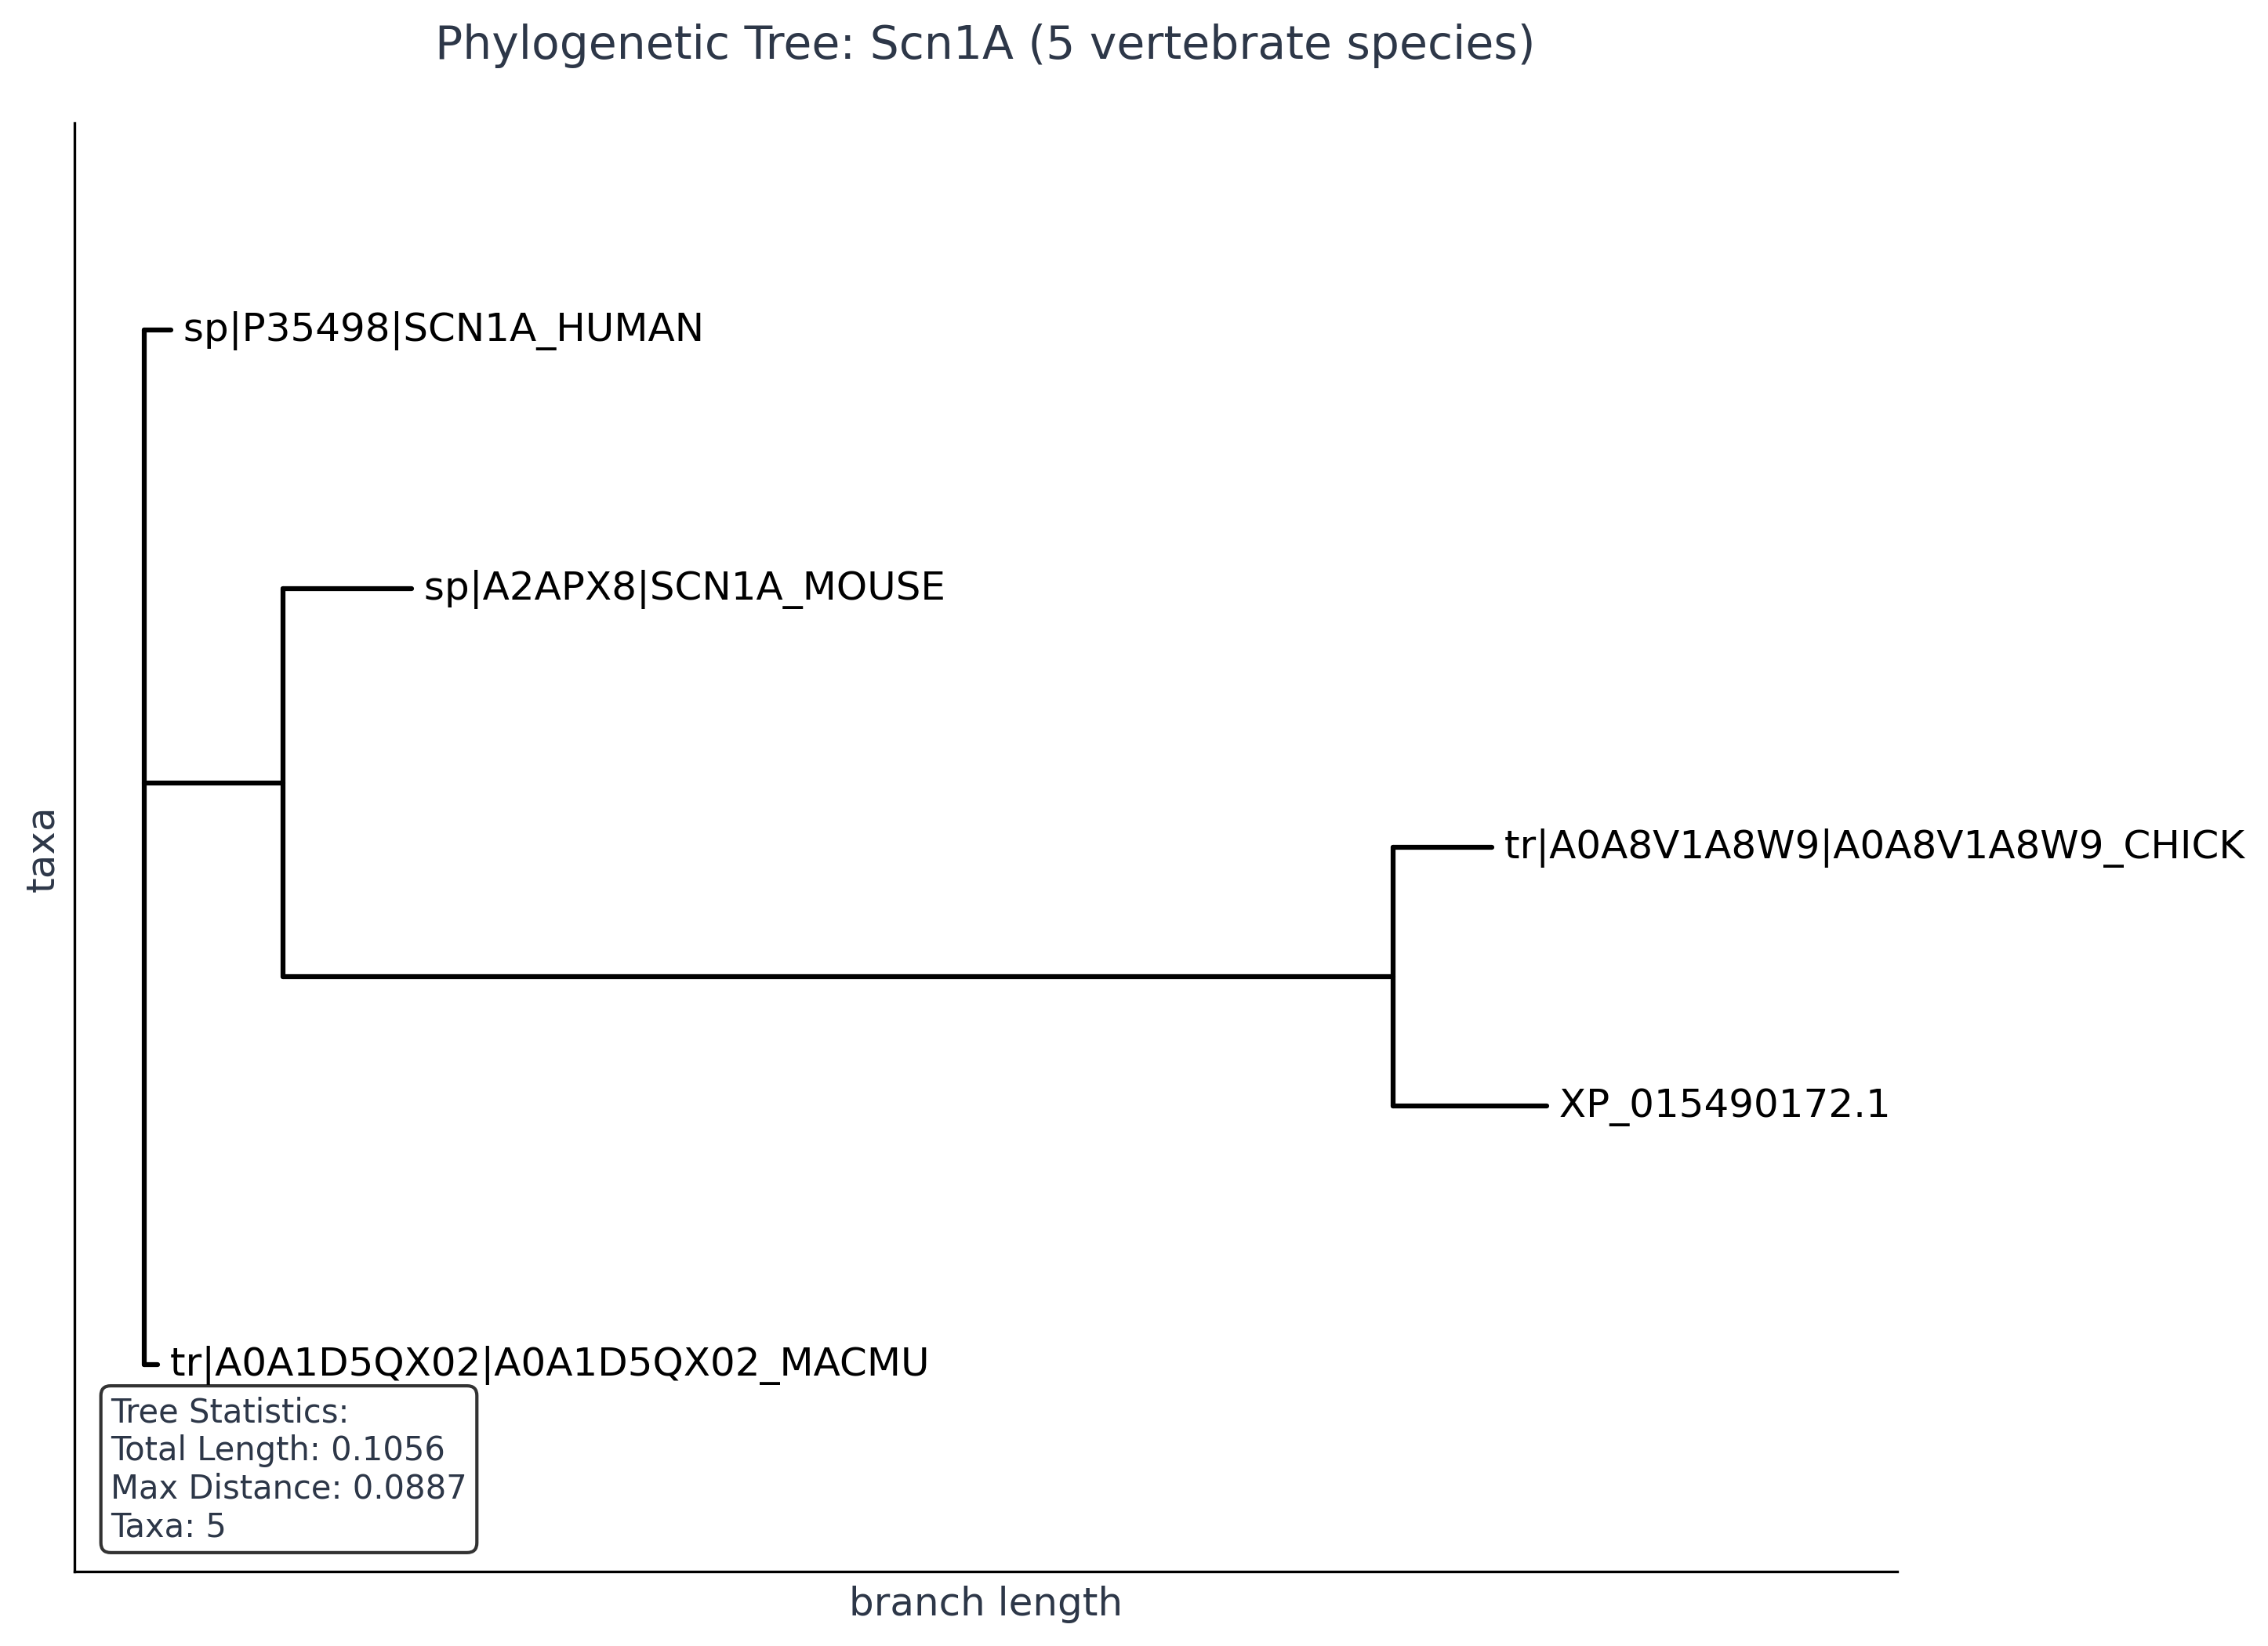 Phylogenetic Tree: Scn1A (5 vertebrate species)
sp|P35498|SCN1A_HUMAN
sp|A2APX8|SCN1A_MOUSE
tr|A0A8V1A8W9|A0A8V1A8W9_CHICK
taxa
XP_015490172.1
tr|A0A1D5QX02|A0A1D5QX02_MACMU
Tree Statistics:
Total Length: 0.1056
Max Distance: 0.0887
Taxa: 5
branch length